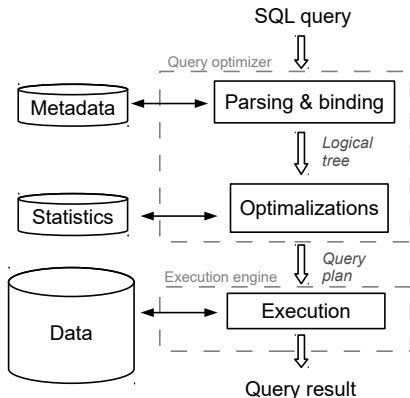 SQL query
Query optimizer
Metadata
Parsing & binding
Logical
tree
Statistics
Optimalizations
Query
plan
Execution engine
Data
Execution
Query result